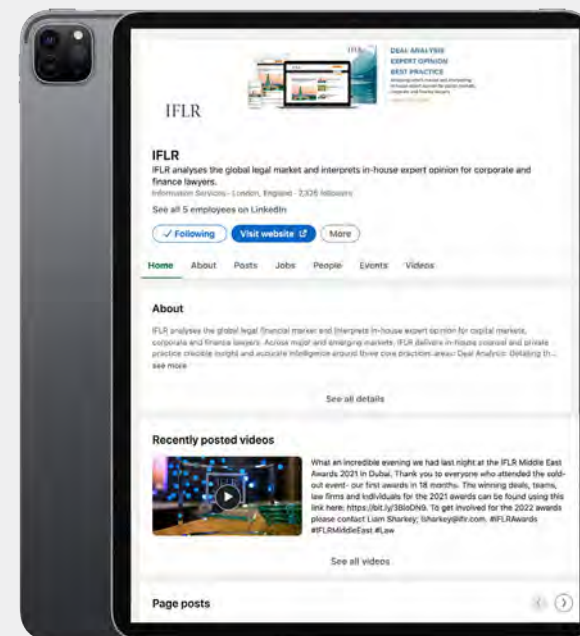 IFLR
DEAL ANALYSIS
EXPERT OPINION
BEST PRACTICE
IFLR
IFLR
IFLR analyses the global legal market and interprets in-house expert opinion for corporate and
finance lawyers.
Information Services · London, England · 2,326 followers
See all 5 employees on LinkedIn
✓ Following
Visit website
More
Home About Posts Jobs People Events Videos
About
IFLR analyses the global legal financial market and interprets in-house expert opinion for capital markets,
corporate and finance lawyers. Across major and emerging markets, IFLR delivers in-house counsel and private
practice credible insight and accurate intelligence around three core practices areas: Deal Analysis: Detailing th...
see more
See all details
Recently posted videos
What an incredible evening we had last night at the IFLR Middle East
Awards 2021 in Dubai. Thank you to everyone who attended the sold-
out event- our first awards in 18 months. The winning deals, teams,
law firms and individuals for the 2021 awards can be found using this
link here: https://bit.ly/3BloDN9. To get involved for the 2022 awards
please contact Liam Sharkey; lsharkey@iflr.com. #IFLRAwards
#IFLRMiddleEast #Law
See all videos
Page posts